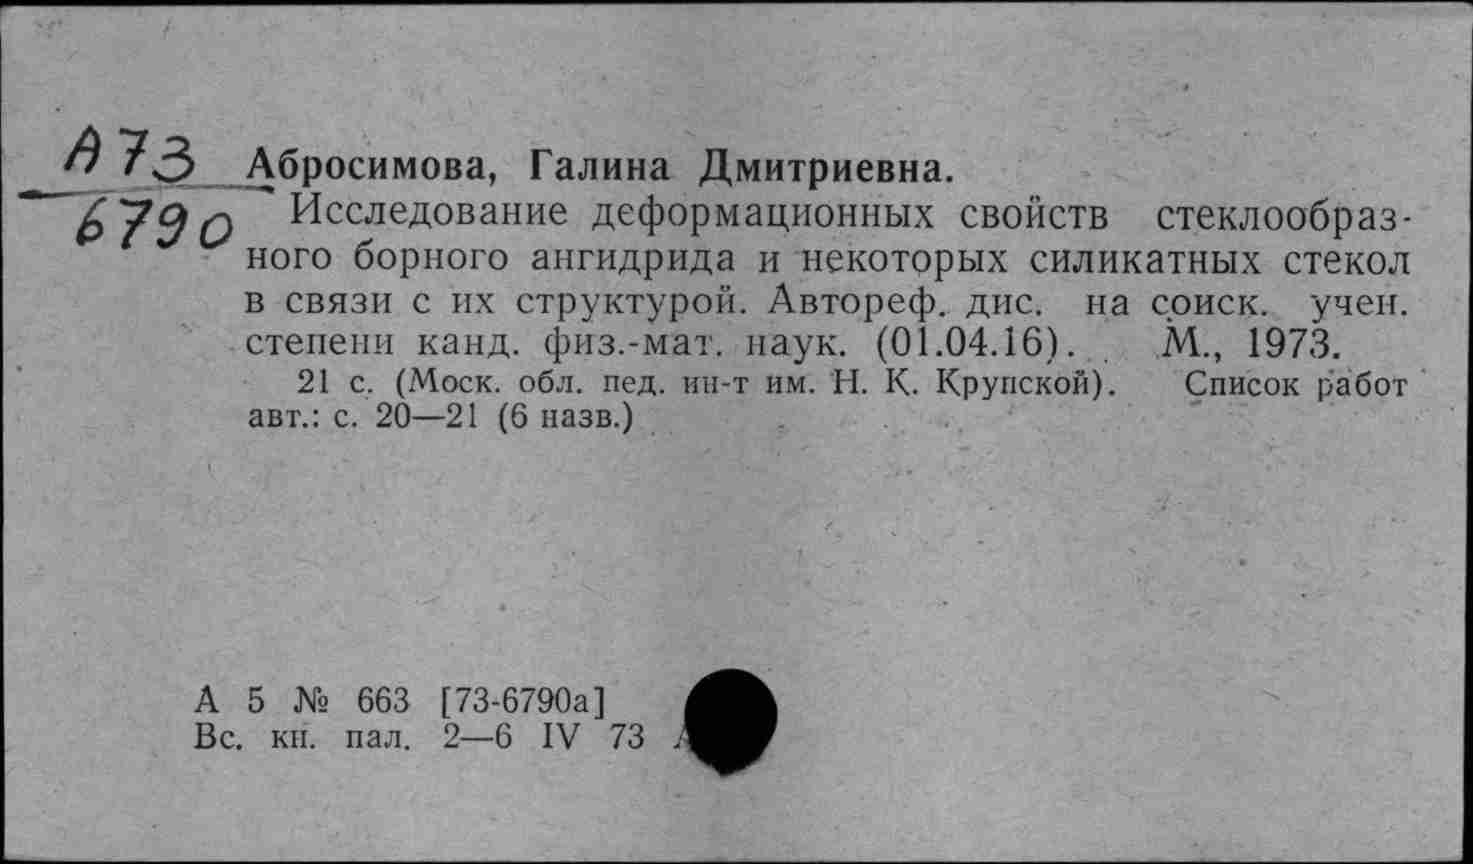 А73
6790
Абросимова, Галина Дмитриевна.
Исследование деформационных свойств стеклообраз-
ного борного ангидрида и некоторых силикатных стекол
в связи с их структурой. Автореф. дис. на соиск. учен.
степени канд. физ.-мат. наук. (01.04.16). М., 1973.
21 с. (Моск. обл. пед. ин-т им. Н. К. Крупской). Список работ
авт.: с. 20—21 (6 назв.)
А 5 № 663 [73-6790а]
Вс. кн. пал. 2—6 IV 73